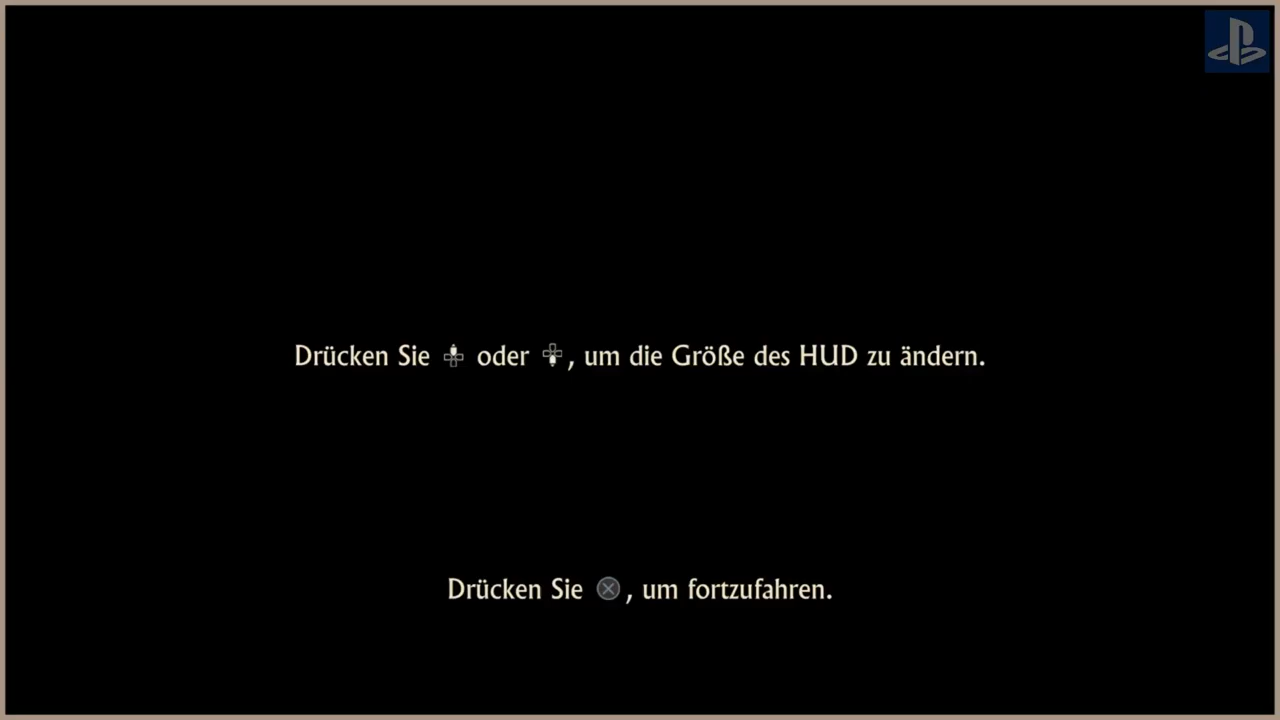 Drücken Sie oder , um die Größe des HUD zu ändern.
Drücken Sie , um fortzufahren.